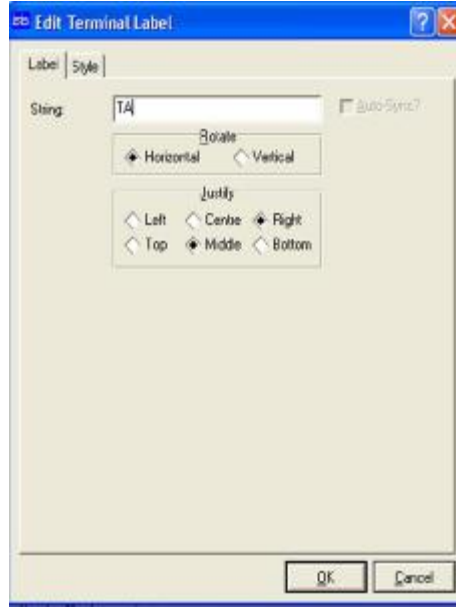 Edit Terminal Label
Label Style
String: TA Auto-Sync?
Rotate
Horizontal Vertical
Justify
Left Centre Right
Top Middle Bottom
OK Cancel